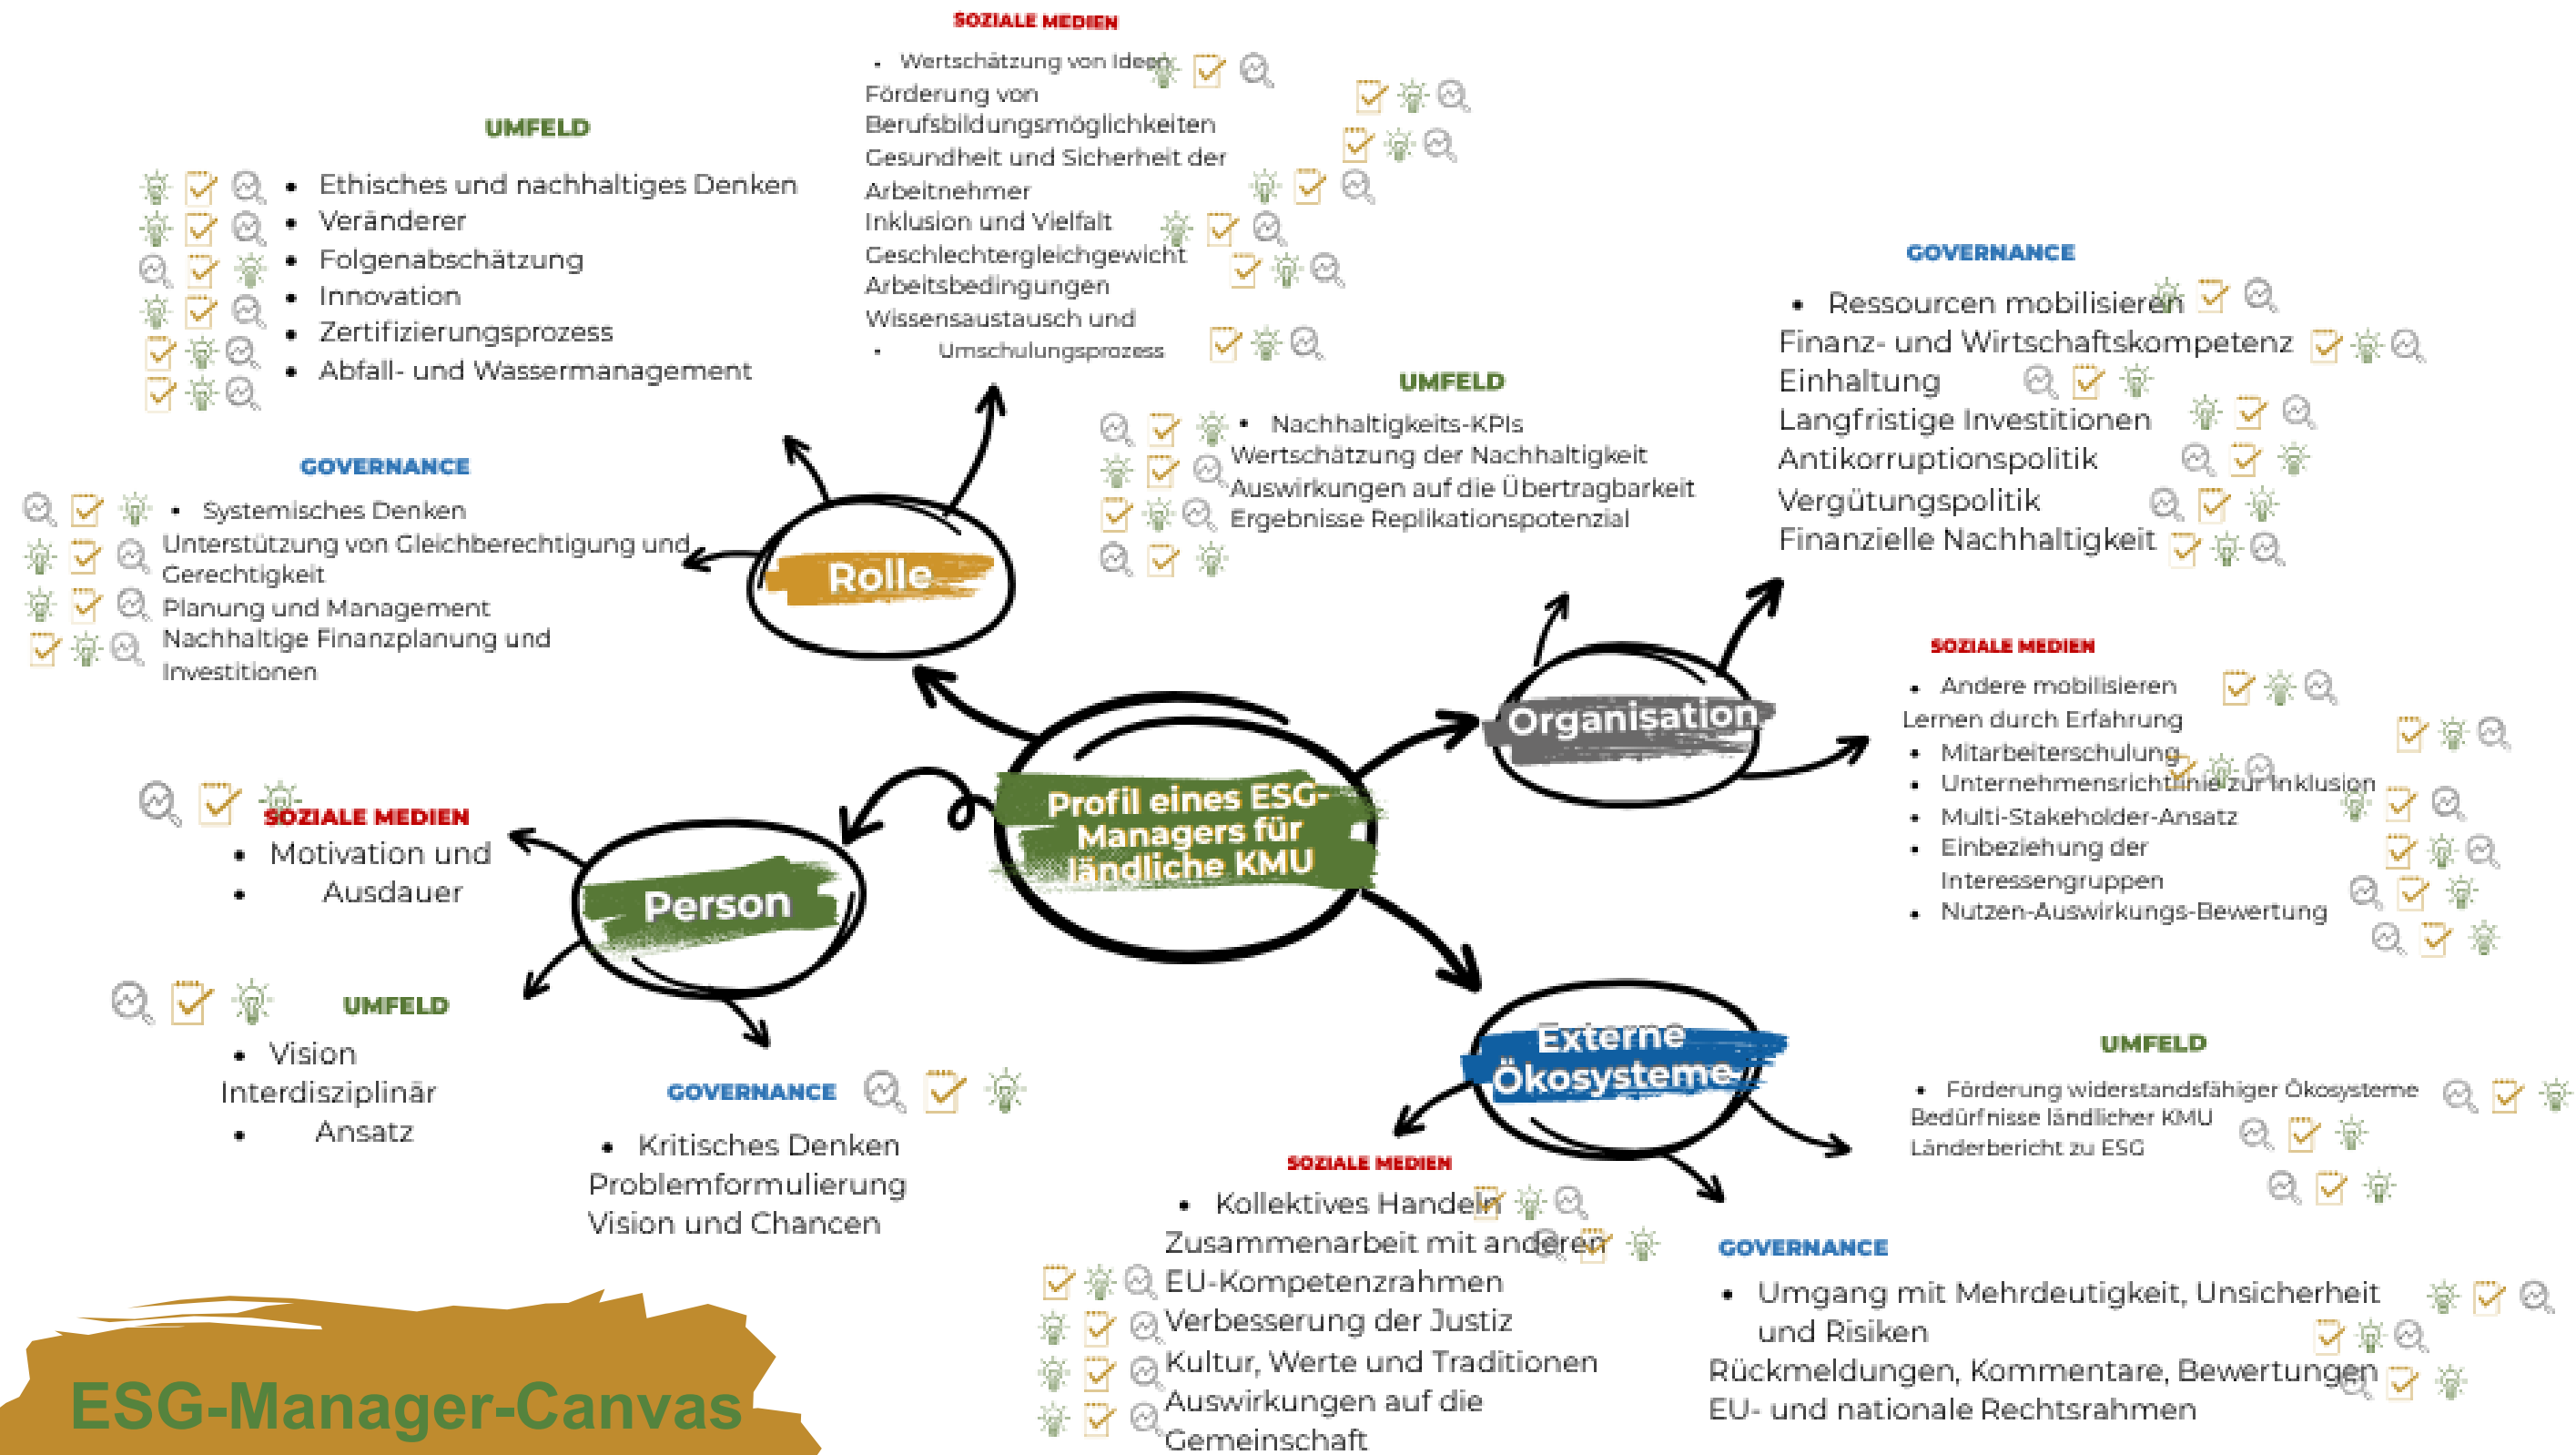 SOZIALE MEDIEN
• Wertschätzung von Ideen
Förderung von
Berufsbildungsmöglichkeiten
Gesundheit und Sicherheit der
Arbeitnehmer
Inklusion und Vielfalt
Geschlechtergleichgewicht
Arbeitsbedingungen
Wissensaustausch und
• Umschulungsprozess
UMFELD
• Ethisches und nachhaltiges Denken
• Veränderer
• Folgenabschätzung
• Innovation
• Zertifizierungsprozess
• Abfall- und Wassermanagement
GOVERNANCE
• Systemisches Denken
Unterstützung von Gleichberechtigung und
Gerechtigkeit
Planung und Management
Nachhaltige Finanzplanung und
Investitionen
Rolle
UMFELD
• Nachhaltigkeits-KPIs
Wertschätzung der Nachhaltigkeit
Auswirkungen auf die Übertragbarkeit
Ergebnisse Replikationspotenzial
GOVERNANCE
• Ressourcen mobilisieren
Finanz- und Wirtschaftskompetenz
Einhaltung
Langfristige Investitionen
Antikorruptionspolitik
Vergütungspolitik
Finanzielle Nachhaltigkeit
Organisation
SOZIALE MEDIEN
• Andere mobilisieren
Lernen durch Erfahrung
• Mitarbeiterschulung
• Unternehmensrichtlinie zur Inklusion
• Multi-Stakeholder-Ansatz
• Einbeziehung der
Interessengruppen
• Nutzen-Auswirkungs-Bewertung
Profil eines ESG-
Managers für
ländliche KMU
SOZIALE MEDIEN
• Motivation und
• Ausdauer
Person
UMFELD
• Vision
Interdisziplinär
• Ansatz
GOVERNANCE
• Kritisches Denken
Problemformulierung
Vision und Chancen
Externe
Ökosysteme
UMFELD
• Förderung widerstandsfähiger Ökosysteme
Bedürfnisse ländlicher KMU
Länderbericht zu ESG
SOZIALE MEDIEN
• Kollektives Handeln
Zusammenarbeit mit anderen
EU-Kompetenzrahmen
Verbesserung der Justiz
Kultur, Werte und Traditionen
Auswirkungen auf die
Gemeinschaft
GOVERNANCE
• Umgang mit Mehrdeutigkeit, Unsicherheit
und Risiken
Rückmeldungen, Kommentare, Bewertungen
EU- und nationale Rechtsrahmen
ESG-Manager-Canvas